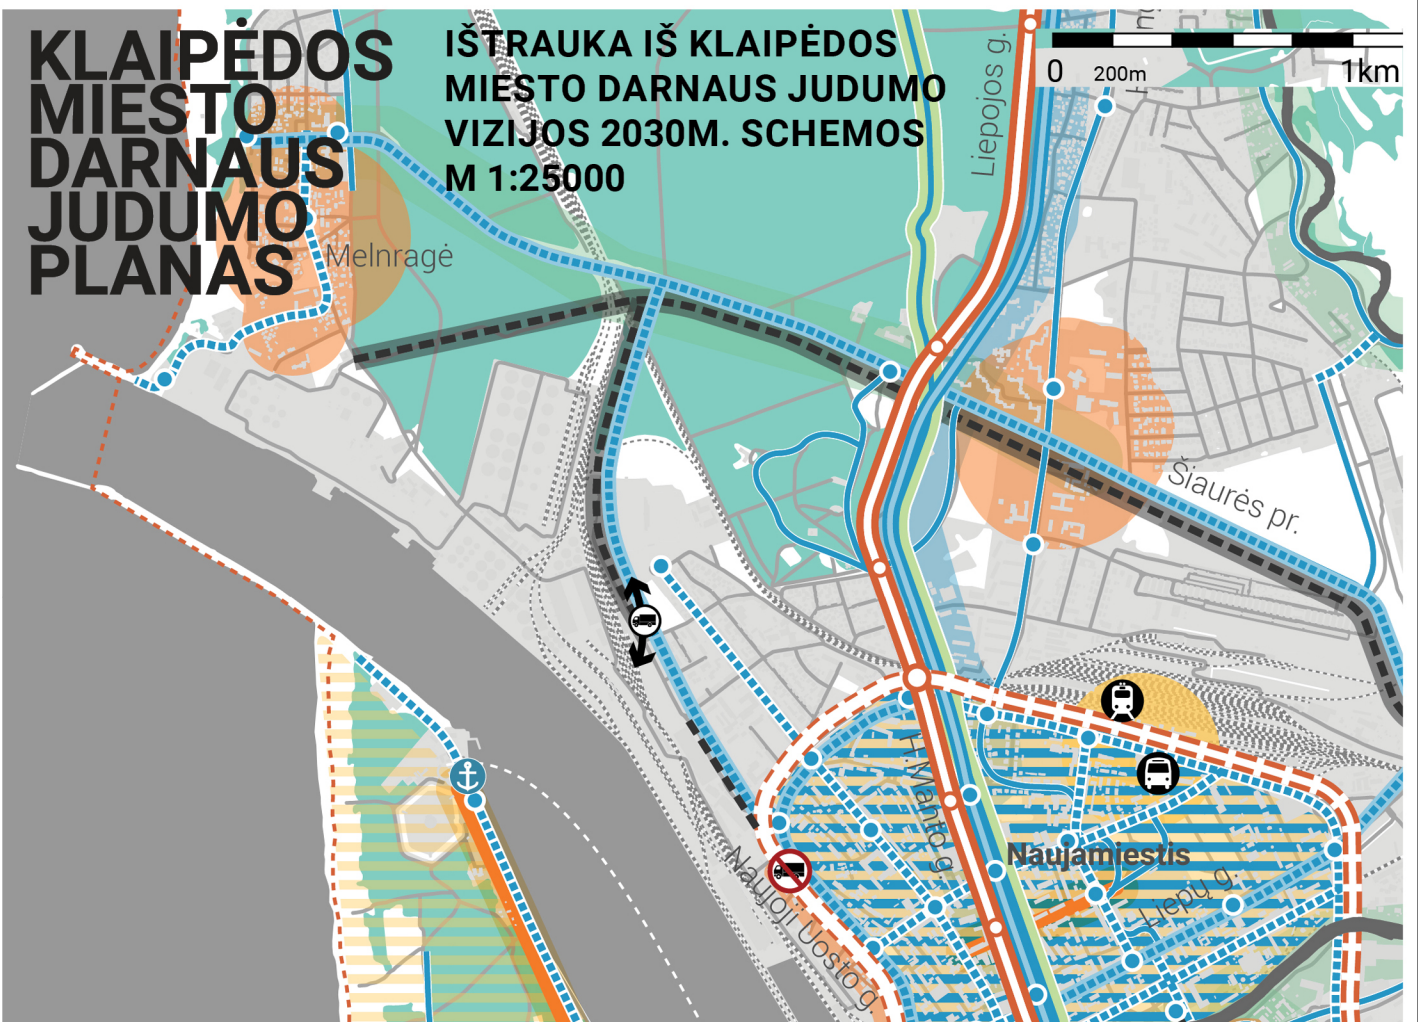 KLAIPĖDOS
MIESTO
DARNAUS
JUDUMO
PLANAS
IŠTRAUKA IŠ KLAIPĖDOS
MIESTO DARNAUS JUDUMO
VIZIJOS 2030M. SCHEMOS
M 1:25000
0 200m 1km
Liepojos g.
Melnragė
Šiaurės pr.
H.Manto g.
Naujamiestis
Liepų g.
Naujoji Uosto g.